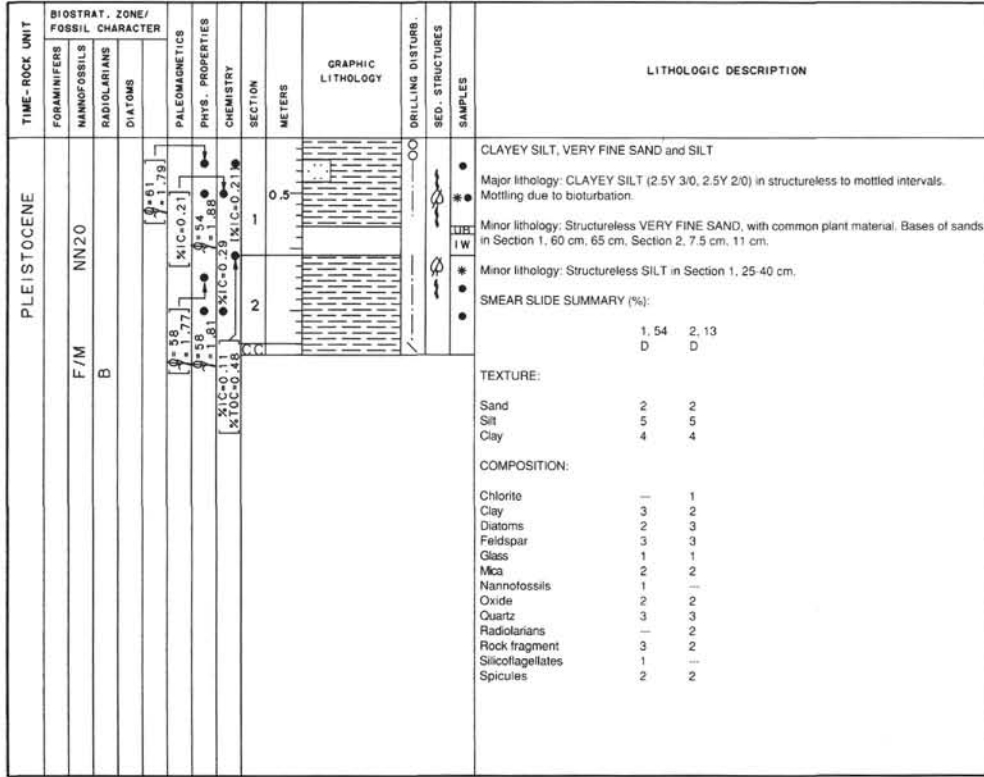 TIME-ROCK UNIT
BIOSTRAT. ZONE/
FOSSIL CHARACTER
FORAMINIFERS
NANNOFOSSILS
RADIOLARIANS
DIATOMS
PALEOMAGNETICS
PHYS. PROPERTIES
CHEMISTRY
SECTION
METERS
GRAPHIC
LITHOLOGY
DRILLING DISTURB.
SED. STRUCTURES
SAMPLES
LITHOLOGIC DESCRIPTION
PLEISTOCENE
NN20
F/M
B
ϕ=61
1.79
%IC=0.21
ϕ=54
1.88
%IC=0.29
1%IC=0.21
ϕ=58
1.77
ϕ=58
1.81
%IC=0.11
%TOC=0.48
1
2
CC
0.5
*
UB
IW
*
CLAYEY SILT, VERY FINE SAND and SILT
Major lithology: CLAYEY SILT (2.5Y 3/0, 2.5Y 2/0) in structureless to mottled intervals.
Mottling due to bioturbation.
Minor lithology: Structureless VERY FINE SAND, with common plant material. Bases of sands
in Section 1, 60 cm, 65 cm, Section 2, 7.5 cm, 11 cm.
Minor lithology: Structureless SILT in Section 1, 25-40 cm.
SMEAR SLIDE SUMMARY (%):
1, 54 2, 13
D D
TEXTURE:
Sand 2 2
Silt 5 5
Clay 4 4
COMPOSITION:
Chlorite — 1
Clay 3 2
Diatoms 2 3
Feldspar 3 3
Glass 1 1
Mica 2 2
Nannofossils 1 —
Oxide 2 2
Quartz 3 3
Radiolarians — 2
Rock fragment 3 2
Silicoflagellates 1 —
Spicules 2 2